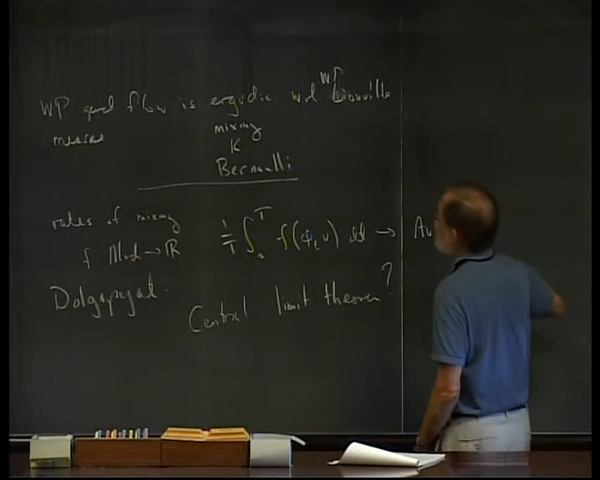 WP geod flow is ergodic wrt WP Liouville
measure
mixing
K
Bernoulli
rates of mixing
f Mod → ℝ
1/T ∫₀ᵀ f(φₜv) dt → Av
Dolgopyat.
Central limit theorem?